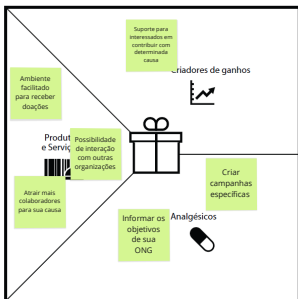 Suporte para
interessados em
contribuir com
determinada
causa
Criadores de ganhos
Ambiente
facilitado
para receber
doações
Produt
e Serviç
Possibilidade
de interação
com outras
organizações
Atrair mais
colaboradores
para sua causa
Criar
campanhas
específicas
Informar os
objetivos
de sua
ONG
Analgésicos